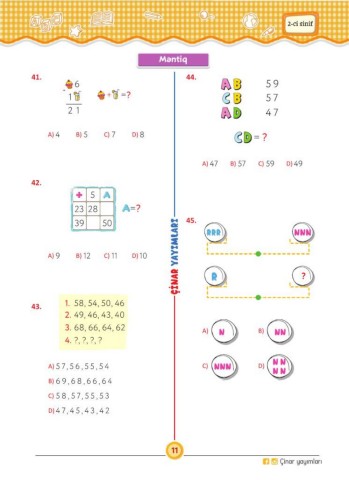 2-ci sinif
Məntiq
41.
6
- 1
21
+ = ?
A) 4 B) 5 C) 7 D) 8
42.
+ 5 A
23 28
39 50
A=?
A) 9 B) 12 C) 11 D) 10
43.
1. 58, 54, 50, 46
2. 49, 46, 43, 40
3. 68, 66, 64, 62
4. ?, ?, ?, ?
A) 57, 56, 55, 54
B) 69, 68, 66, 64
C) 58, 57, 55, 53
D) 47, 45, 43, 42
ÇİNAR YAYIMLARI
44.
AB 59
CB 57
AD 47
CD = ?
A) 47 B) 57 C) 59 D) 49
45.
RRR NNN
R ?
A) N B) NN
C) NNN D) NN NN
11
Çinar yayımları